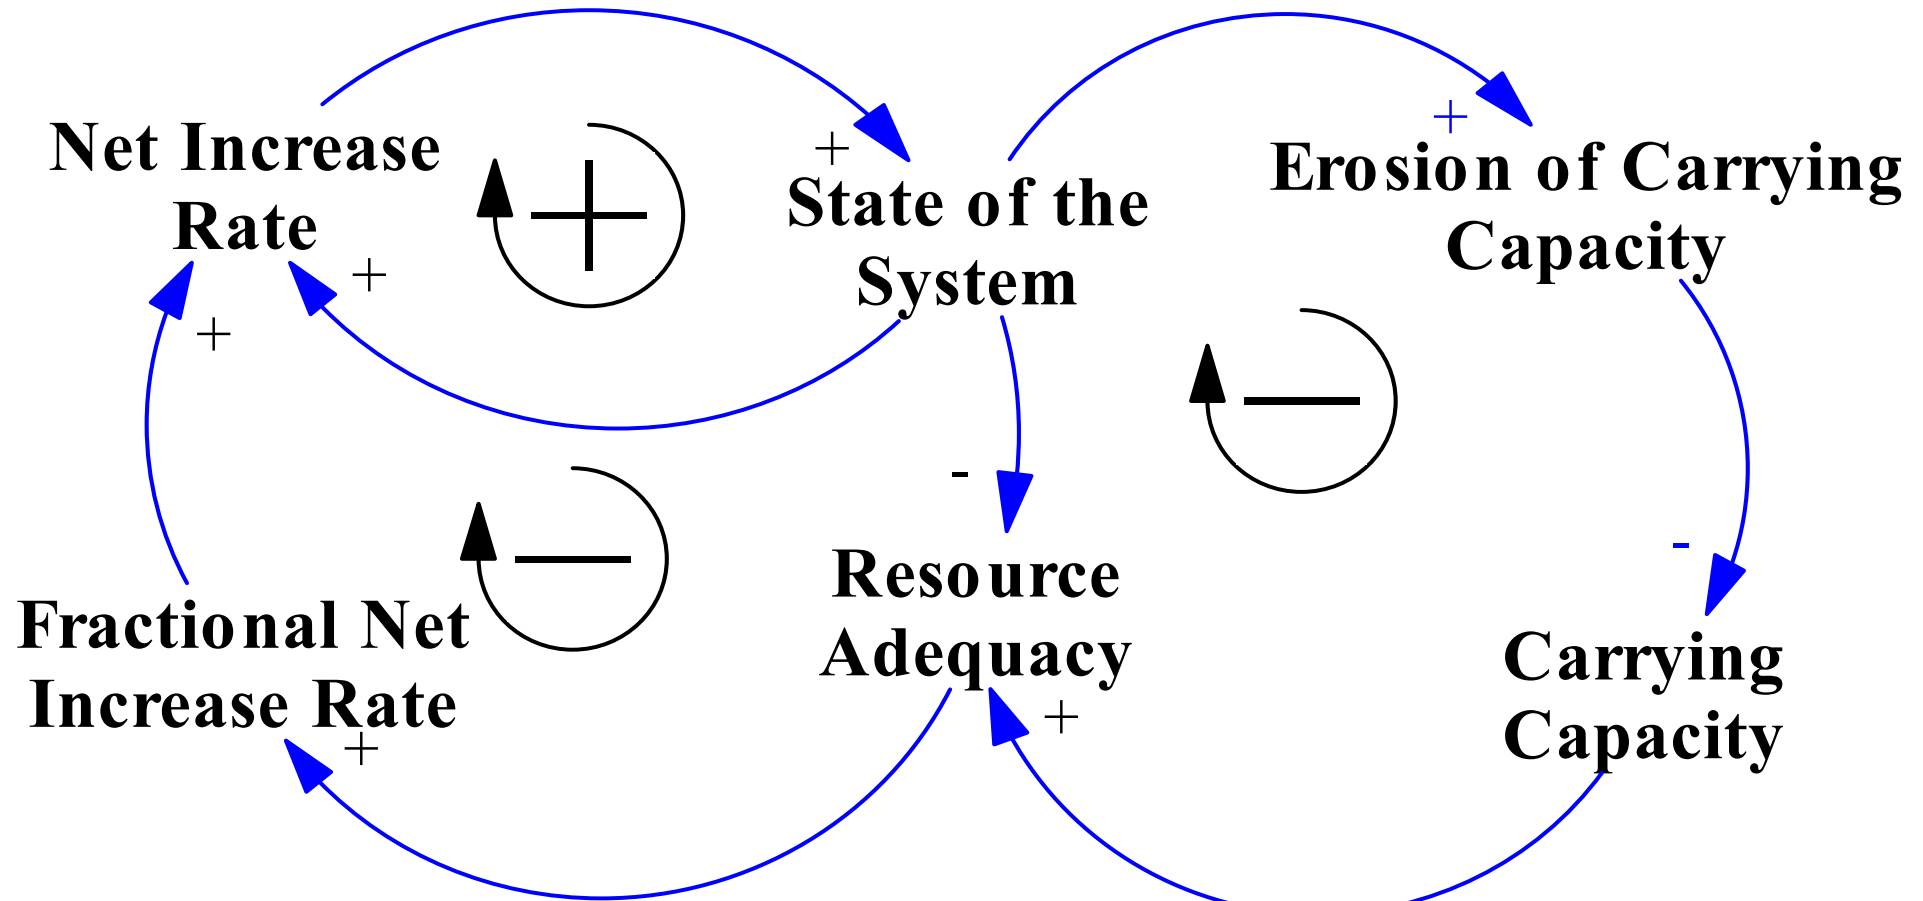 Net Increase
Rate
+
+
+
+
State of the
System
+
Erosion of Carrying
Capacity
-
-
Resource
Adequacy
+
Fractional Net
Increase Rate
+
-
-
Carrying
Capacity